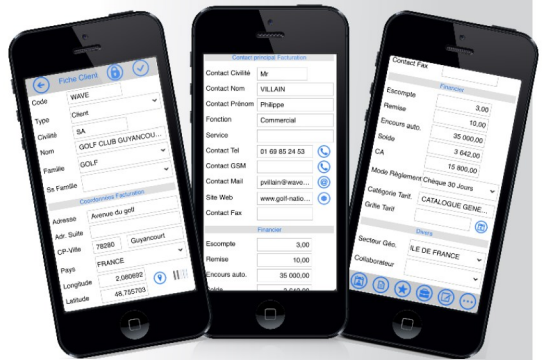 Fiche Client
Code WAVE
Type Client
Civilité SA
Nom GOLF CLUB GUYANCOU...
Famille GOLF
Ss Famille
Coordonnées Facturation
Adresse Avenue du golf
Adr. Suite
CP-Ville 78280 Guyancourt
Pays FRANCE
Longitude 2,080692
Latitude 48,755703
Contact principal Facturation
Contact Civilité Mr
Contact Nom VILLAIN
Contact Prénom Philippe
Fonction Commercial
Service
Contact Tel 01 69 85 24 53
Contact GSM
Contact Mail pvillain@wave...
Site Web www.golf-natio...
Contact Fax
Financier
Escompte 3,00
Remise 10,00
Encours auto. 35 000,00
Solde 3 642,00
Contact Fax
Financier
Escompte 3,00
Remise 10,00
Encours auto. 35 000,00
Solde 3 642,00
CA 15 800,00
Mode Règlement Chèque 30 Jours
Catégorie Tarif. CATALOGUE GENE...
Grille Tarif
Divers
Secteur Géo. ILE DE FRANCE
Collaborateur